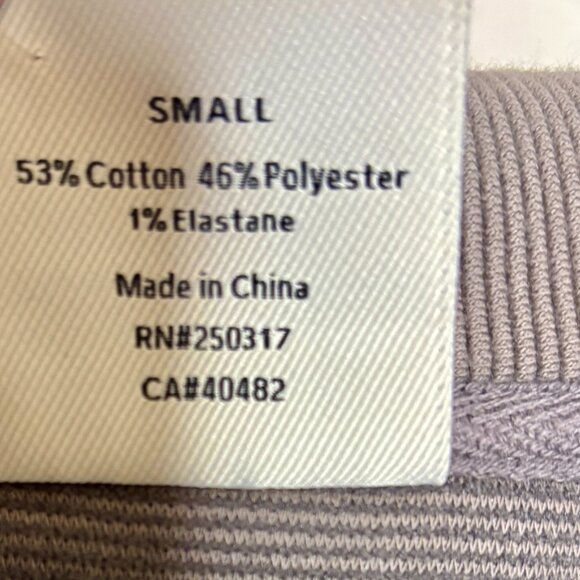 SMALL
53% Cotton 46% Polyester
1% Elastane
Made in China
RN#250317
CA#40482